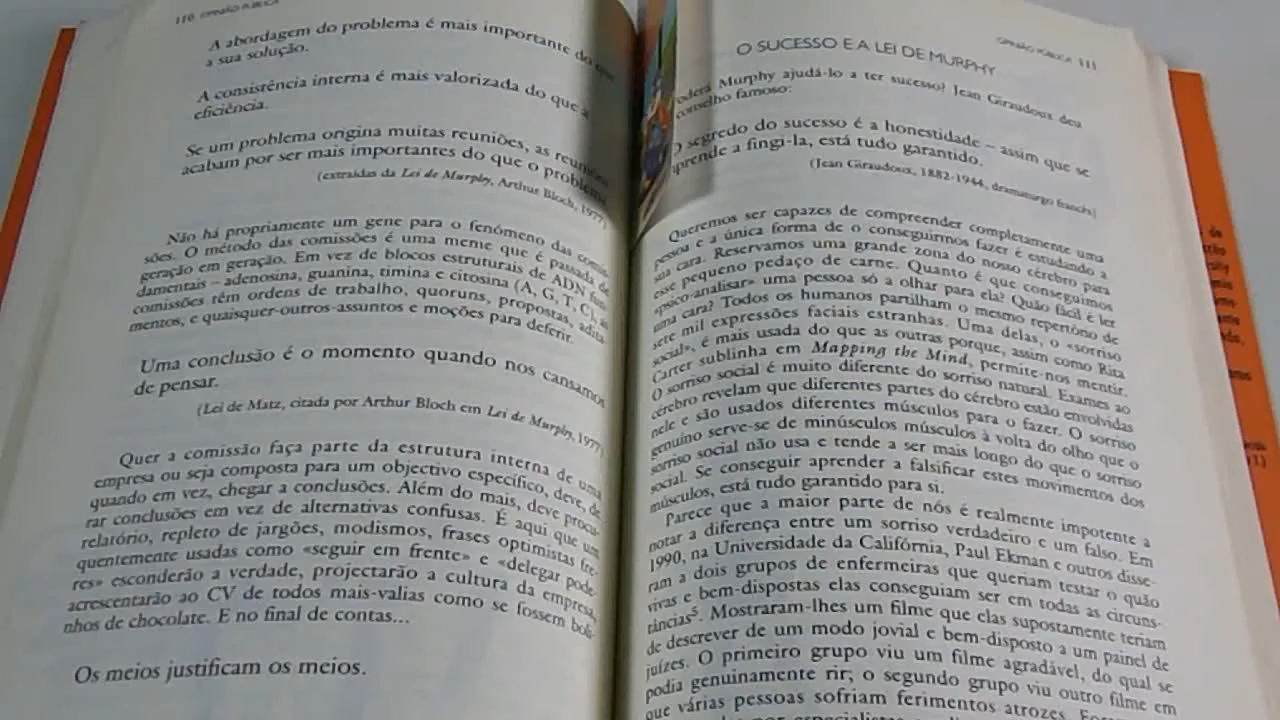 110 OPINIÃO PÚBLICA
A abordagem do problema é mais importante do que
a sua solução.
A consistência interna é mais valorizada do que a
eficiência.
Se um problema origina muitas reuniões, as reuniões
acabam por ser mais importantes do que o problema.
(extraídas da Lei de Murphy, Arthur Bloch, 1977)
Não há propriamente um gene para o fenómeno das comis-
sões. O método das comissões é uma meme que é passada de
geração em geração. Em vez de blocos estruturais de ADN fun-
damentais – adenosina, guanina, timina e citosina (A, G, T, C), as
comissões têm ordens de trabalho, quoruns, propostas, adita-
mentos, e quaisquer-outros-assuntos e moções para deferir.
Uma conclusão é o momento quando nos cansamos
de pensar.
(Lei de Matz, citada por Arthur Bloch em Lei de Murphy, 1977)
Quer a comissão faça parte da estrutura interna de uma
empresa ou seja composta para um objectivo específico, deve, de
quando em vez, chegar a conclusões. Além do mais, deve procu-
rar conclusões em vez de alternativas confusas. É aqui que um
relatório, repleto de jargões, modismos, frases optimistas fre-
quentemente usadas como «seguir em frente» e «delegar pode-
res» esconderão a verdade, projectarão a cultura da empresa,
acrescentarão ao CV de todos mais-valias como se fossem boli-
nhos de chocolate. E no final de contas...
Os meios justificam os meios.
OPINIÃO PÚBLICA 111
O SUCESSO E A LEI DE MURPHY
oderá Murphy ajudá-lo a ter sucesso? Jean Giraudoux deu
conselho famoso:
O segredo do sucesso é a honestidade – assim que se
aprende a fingi-la, está tudo garantido.
(Jean Giraudoux, 1882-1944, dramaturgo francês)
Queremos ser capazes de compreender completamente uma
pessoa e a única forma de o conseguirmos fazer é estudando a
sua cara. Reservamos uma grande zona do nosso cérebro para
esse pequeno pedaço de carne. Quanto é que conseguimos
«psico-analisar» uma pessoa só a olhar para ela? Quão fácil é ler
uma cara? Todos os humanos partilham o mesmo repertório de
sete mil expressões faciais estranhas. Uma delas, o «sorriso
social», é mais usada do que as outras porque, assim como Rita
Carter sublinha em Mapping the Mind, permite-nos mentir.
O sorriso social é muito diferente do sorriso natural. Exames ao
cérebro revelam que diferentes partes do cérebro estão envolvidas
nele e são usados diferentes músculos para o fazer. O sorriso
genuíno serve-se de minúsculos músculos à volta do olho que o
sorriso social não usa e tende a ser mais longo do que o sorriso
social. Se conseguir aprender a falsificar estes movimentos dos
músculos, está tudo garantido para si.
Parece que a maior parte de nós é realmente impotente a
notar a diferença entre um sorriso verdadeiro e um falso. Em
1990, na Universidade da Califórnia, Paul Ekman e outros disse-
ram a dois grupos de enfermeiras que queriam testar o quão
vivas e bem-dispostas elas conseguiam ser em todas as circuns-
tâncias5. Mostraram-lhes um filme que elas supostamente teriam
de descrever de um modo jovial e bem-disposto a um painel de
juízes. O primeiro grupo viu um filme agradável, do qual se
podia genuinamente rir; o segundo grupo viu outro filme em
que várias pessoas sofriam ferimentos atrozes.